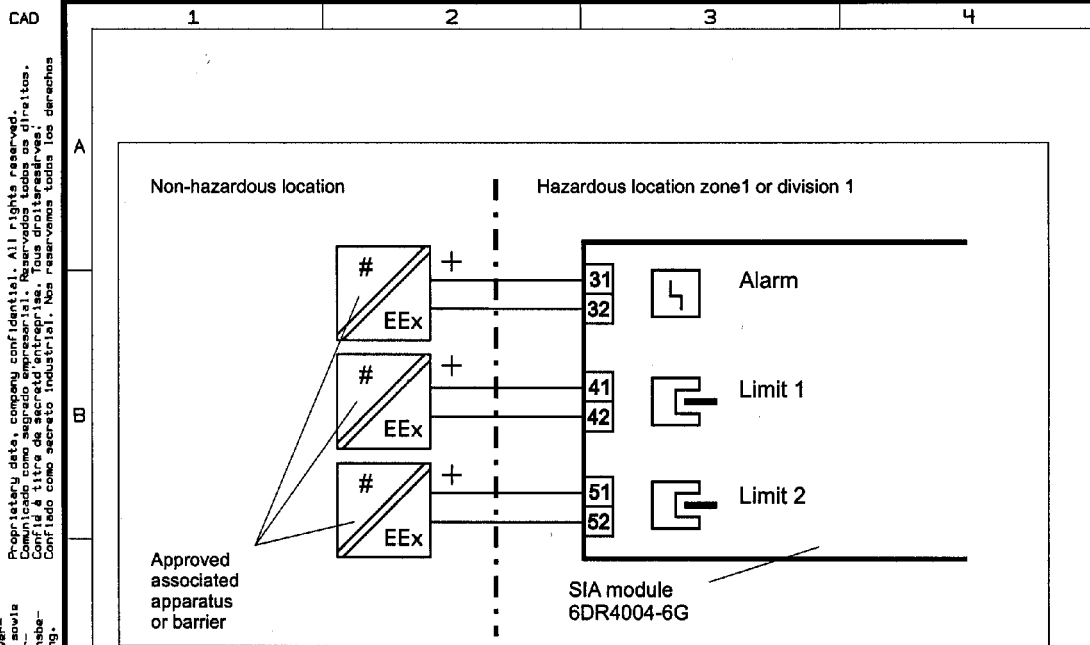 CAD
1 2 3 4
A
B
Proprietary data, company confidential. All rights reserved.
Comunicado como segredo empresarial. Reservados todos os direitos.
Confié à titre de secret d'entreprise. Tous droits reservés.
Confiado como secreto industrial. Nos reservamos todos los derechos
Non-hazardous location
Hazardous location zone1 or division 1
# EEx +
31
32
Alarm
# EEx +
41
42
Limit 1
# EEx +
51
52
Limit 2
Approved
associated
apparatus
or barrier
SIA module
6DR4004-6G
sowie